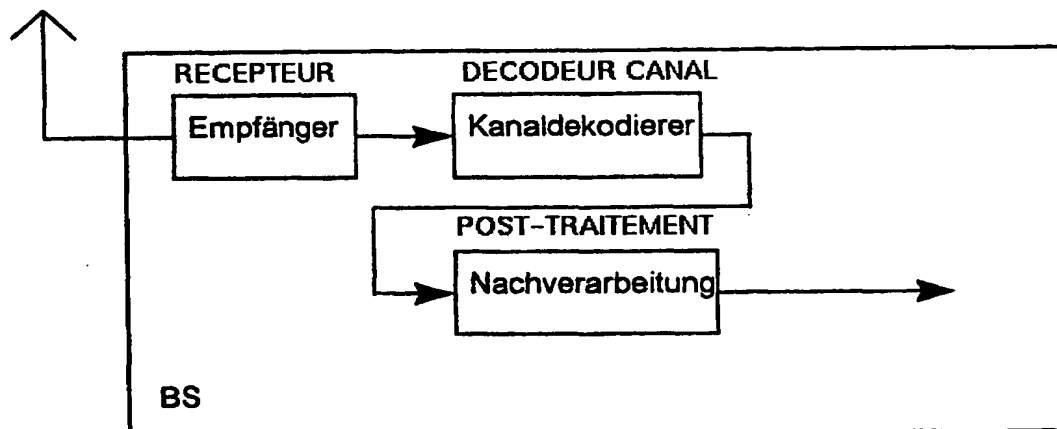 RECEPTEUR
DECODEUR CANAL
Empfänger
Kanaldekodierer
POST-TRAITEMENT
Nachverarbeitung
BS